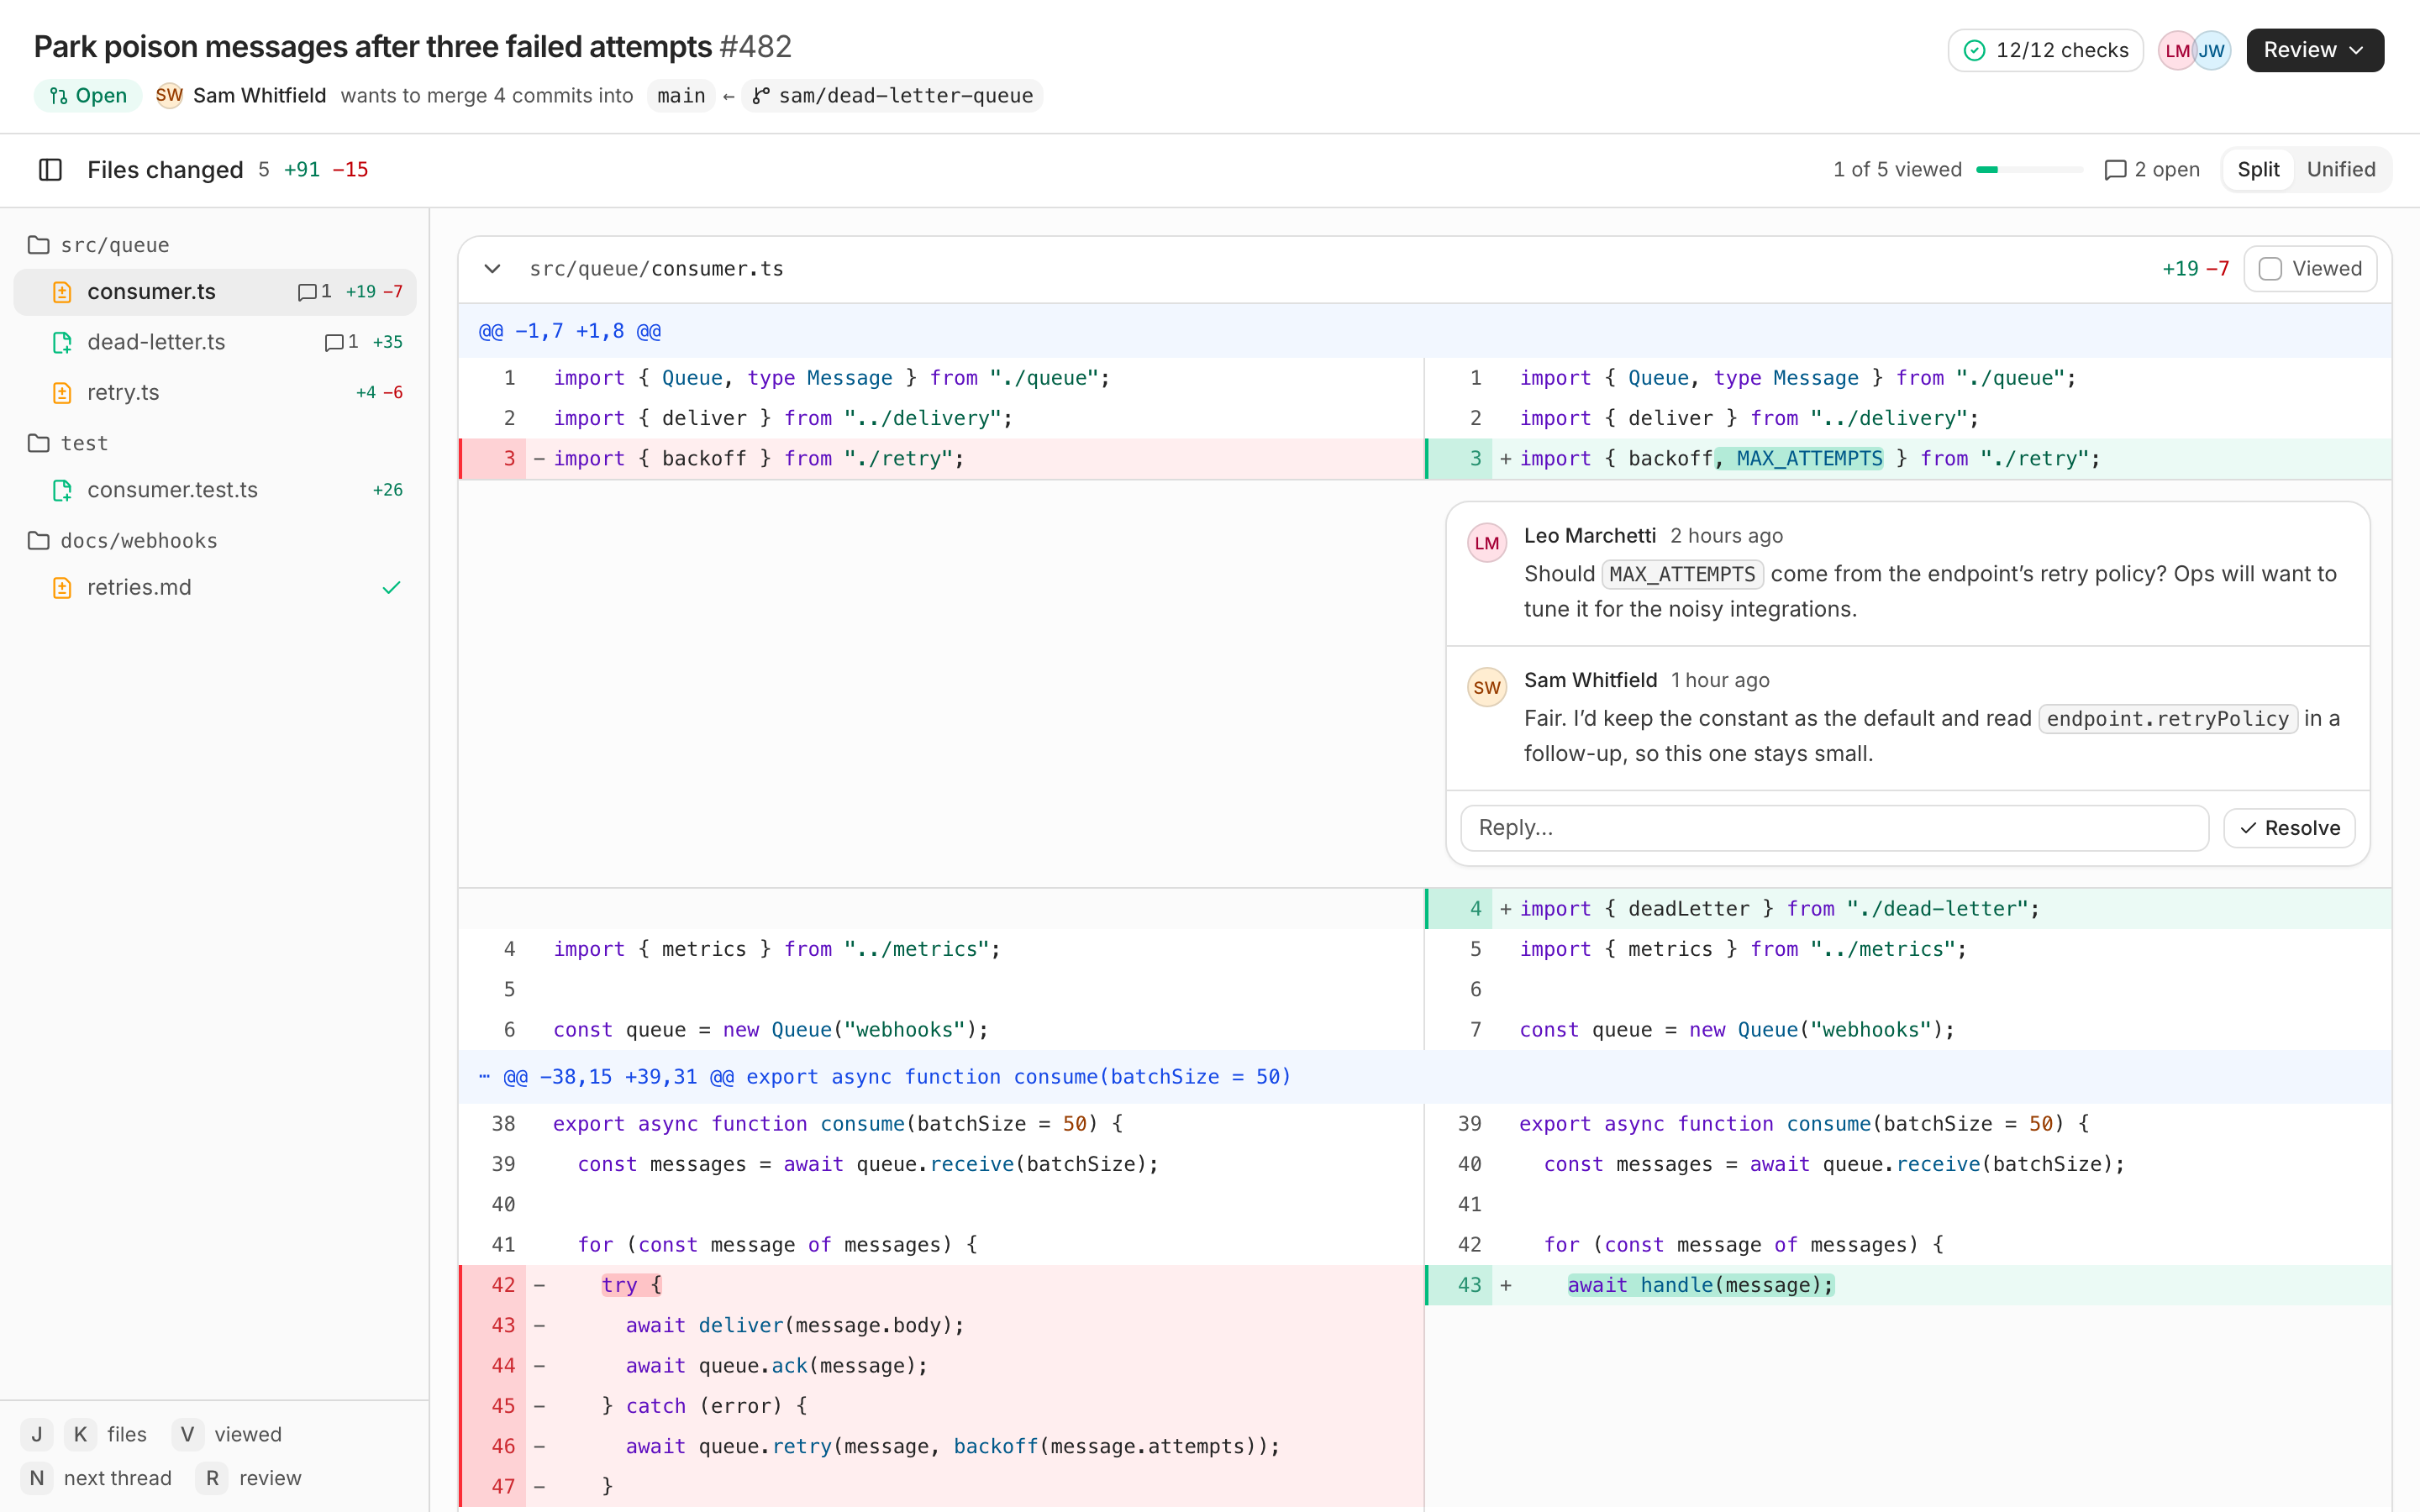 Park poison messages after three failed attempts #482
12/12 checks
LM
JW
Review
Open
SW
Sam Whitfield wants to merge 4 commits into main ← sam/dead-letter-queue
Files changed 5 +91 −15
1 of 5 viewed
2 open
Split
Unified
src/queue
consumer.ts 1 +19 −7
dead-letter.ts 1 +35
retry.ts +4 −6
test
consumer.test.ts +26
docs/webhooks
retries.md
J K files V viewed
N next thread R review
src/queue/consumer.ts
+19 −7
Viewed
@@ −1,7 +1,8 @@
1 import { Queue, type Message } from "./queue";
2 import { deliver } from "../delivery";
3 − import { backoff } from "./retry";
1 import { Queue, type Message } from "./queue";
2 import { deliver } from "../delivery";
3 + import { backoff, MAX_ATTEMPTS } from "./retry";
LM
Leo Marchetti 2 hours ago
Should MAX_ATTEMPTS come from the endpoint’s retry policy? Ops will want to
tune it for the noisy integrations.
SW
Sam Whitfield 1 hour ago
Fair. I’d keep the constant as the default and read endpoint.retryPolicy in a
follow-up, so this one stays small.
Reply...
Resolve
4 import { metrics } from "../metrics";
5
6 const queue = new Queue("webhooks");
4 + import { deadLetter } from "./dead-letter";
5 import { metrics } from "../metrics";
6
7 const queue = new Queue("webhooks");
⋯ @@ −38,15 +39,31 @@ export async function consume(batchSize = 50)
38 export async function consume(batchSize = 50) {
39 const messages = await queue.receive(batchSize);
40
41 for (const message of messages) {
42 − try {
43 − await deliver(message.body);
44 − await queue.ack(message);
45 − } catch (error) {
46 − await queue.retry(message, backoff(message.attempts));
47 − }
39 export async function consume(batchSize = 50) {
40 const messages = await queue.receive(batchSize);
41
42 for (const message of messages) {
43 + await handle(message);